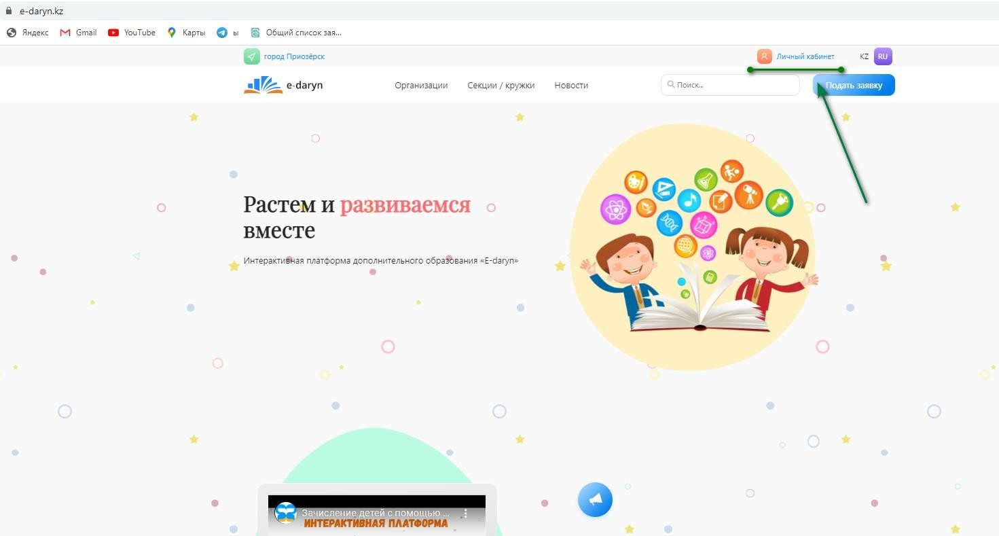 e-daryn.kz
Яндекс Gmail YouTube Карты ы Общий список зая...
город Приозёрск Личный кабинет KZ RU
e-daryn Организации Секции / кружки Новости Поиск... Подать заявку
Растем и развиваемся
вместе
Интерактивная платформа дополнительного образования «E-daryn»
Зачисление детей с помощью ...
ИНТЕРАКТИВНАЯ ПЛАТФОРМА